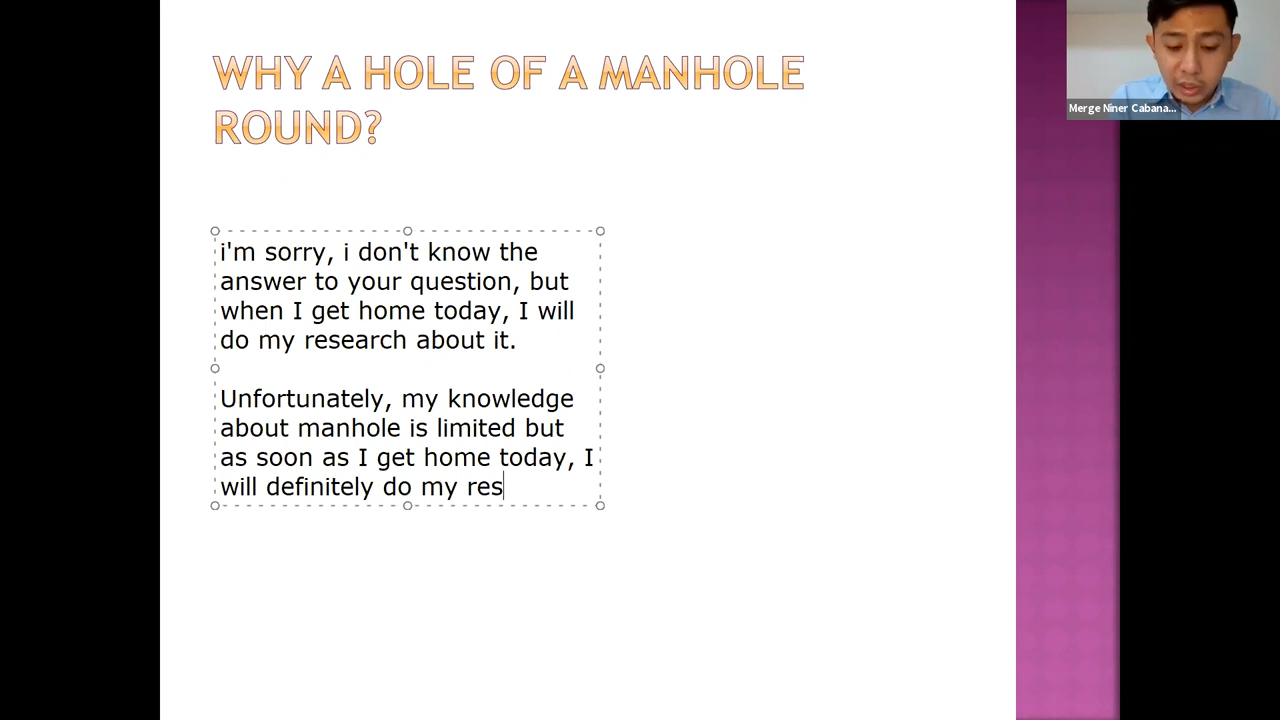 WHY A HOLE OF A MANHOLE
ROUND?
Merge Niner Cabana...
i'm sorry, i don't know the
answer to your question, but
when I get home today, I will
do my research about it.
Unfortunately, my knowledge
about manhole is limited but
as soon as I get home today, I
will definitely do my res